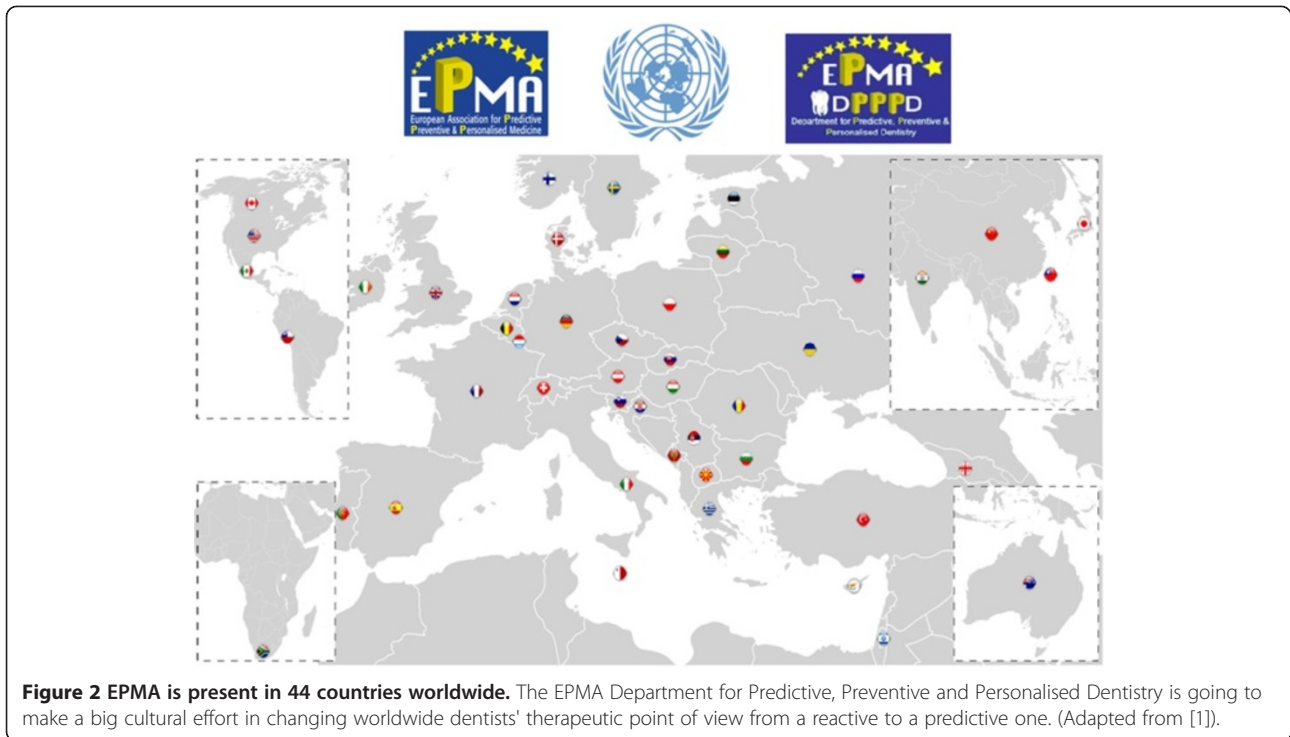 EPMA
European Association for Predictive
Preventive & Personalised Medicine
EPMA
DPPPD
Department for Predictive, Preventive &
Personalised Dentistry
Figure 2 EPMA is present in 44 countries worldwide. The EPMA Department for Predictive, Preventive and Personalised Dentistry is going to
make a big cultural effort in changing worldwide dentists' therapeutic point of view from a reactive to a predictive one. (Adapted from [1]).